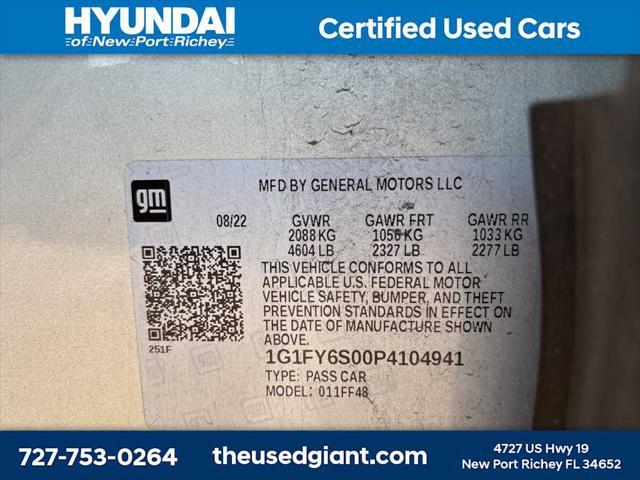 HYUNDAI
of New Port Richey
Certified Used Cars
gm
MFD BY GENERAL MOTORS LLC
08/22 GVWR GAWR FRT GAWR RR
2088 KG 1056 KG 1033 KG
4604 LB 2327 LB 2277 LB
THIS VEHICLE CONFORMS TO ALL
APPLICABLE U.S. FEDERAL MOTOR
VEHICLE SAFETY, BUMPER, AND THEFT
PREVENTION STANDARDS IN EFFECT ON
THE DATE OF MANUFACTURE SHOWN
ABOVE.
251F
1G1FY6S00P4104941
TYPE: PASS CAR
MODEL: 011FF48
727-753-0264
theusedgiant.com
4727 US Hwy 19
New Port Richey FL 34652